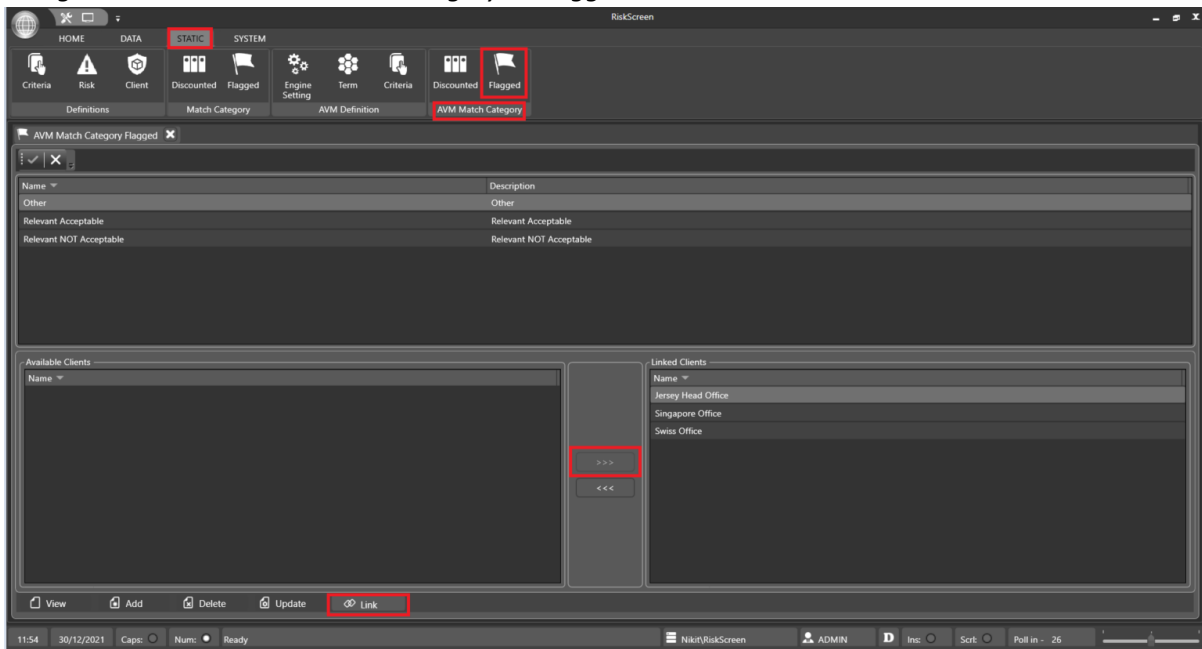 RiskScreen
HOME DATA STATIC SYSTEM
Criteria Risk Client Discounted Flagged Engine Setting Term Criteria Discounted Flagged
Definitions Match Category AVM Definition AVM Match Category
AVM Match Category Flagged
Name Description
Other Other
Relevant Acceptable Relevant Acceptable
Relevant NOT Acceptable Relevant NOT Acceptable
Available Clients Linked Clients
Name Name
Jersey Head Office
Singapore Office
Swiss Office
>>>
<<<
View Add Delete Update Link
11:54 30/12/2021 Caps: Num: Ready Nikit\RiskScreen ADMIN D Ins: Scrl: Poll in - 26